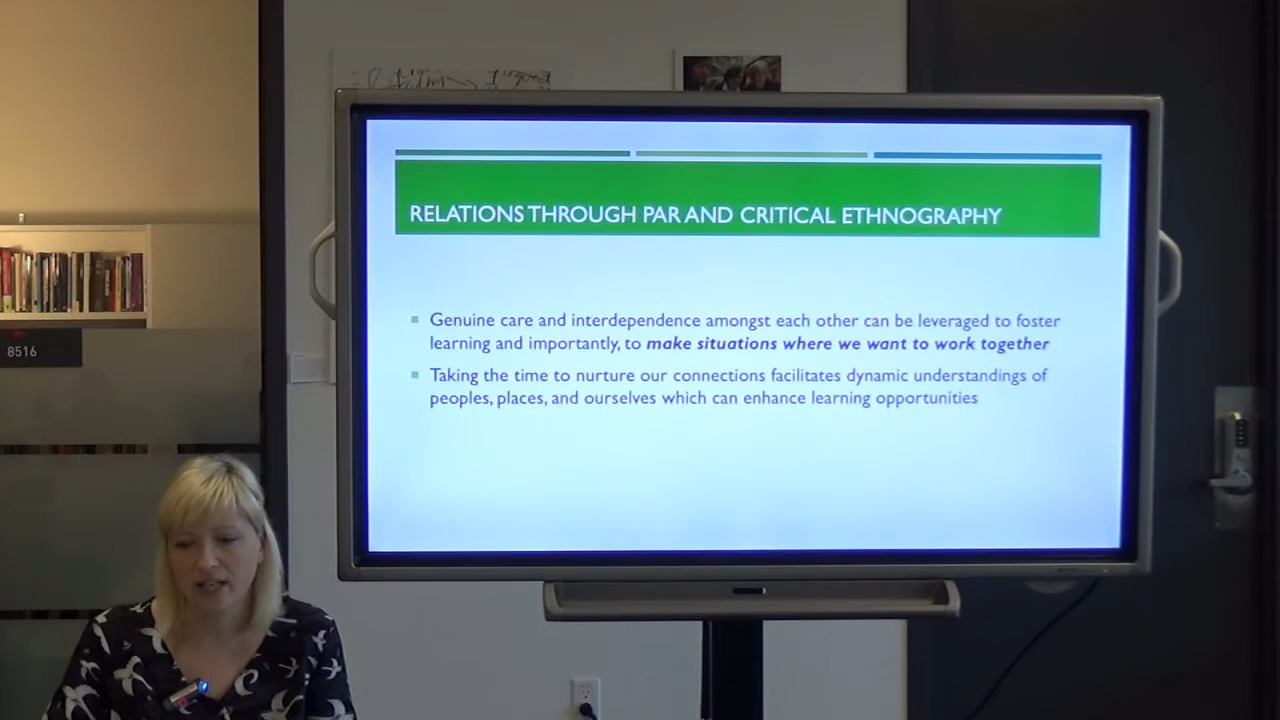 RELATIONS THROUGH PAR AND CRITICAL ETHNOGRAPHY
Genuine care and interdependence amongst each other can be leveraged to foster
learning and importantly, to make situations where we want to work together
Taking the time to nurture our connections facilitates dynamic understandings of
peoples, places, and ourselves which can enhance learning opportunities
8516